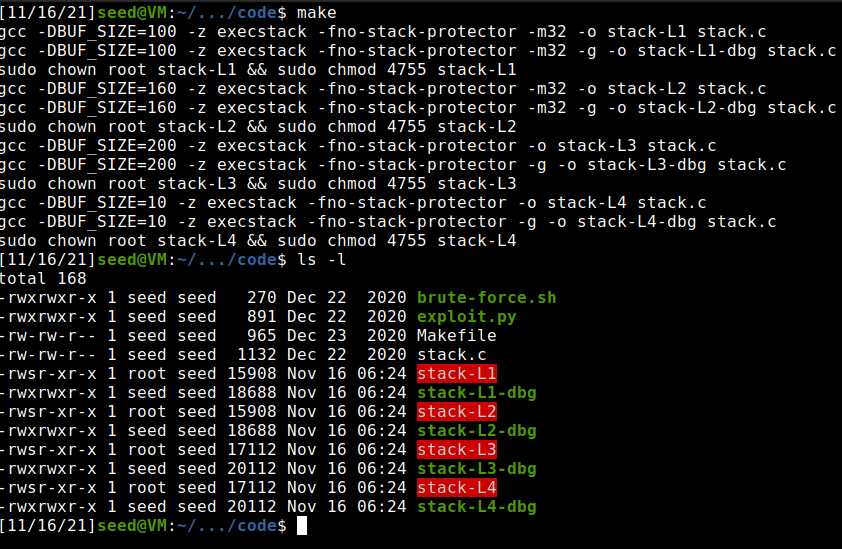 [11/16/21]seed@VM:~/.../code$ make
gcc -DBUF_SIZE=100 -z execstack -fno-stack-protector -m32 -o stack-L1 stack.c
gcc -DBUF_SIZE=100 -z execstack -fno-stack-protector -m32 -g -o stack-L1-dbg stack.c
sudo chown root stack-L1 && sudo chmod 4755 stack-L1
gcc -DBUF_SIZE=160 -z execstack -fno-stack-protector -m32 -o stack-L2 stack.c
gcc -DBUF_SIZE=160 -z execstack -fno-stack-protector -m32 -g -o stack-L2-dbg stack.c
sudo chown root stack-L2 && sudo chmod 4755 stack-L2
gcc -DBUF_SIZE=200 -z execstack -fno-stack-protector -o stack-L3 stack.c
gcc -DBUF_SIZE=200 -z execstack -fno-stack-protector -g -o stack-L3-dbg stack.c
sudo chown root stack-L3 && sudo chmod 4755 stack-L3
gcc -DBUF_SIZE=10 -z execstack -fno-stack-protector -o stack-L4 stack.c
gcc -DBUF_SIZE=10 -z execstack -fno-stack-protector -g -o stack-L4-dbg stack.c
sudo chown root stack-L4 && sudo chmod 4755 stack-L4
[11/16/21]seed@VM:~/.../code$ ls -l
total 168
-rwxrwxr-x 1 seed seed   270 Dec 22  2020 brute-force.sh
-rwxrwxr-x 1 seed seed   891 Dec 22  2020 exploit.py
-rw-rw-r-- 1 seed seed   965 Dec 23  2020 Makefile
-rw-rw-r-- 1 seed seed  1132 Dec 22  2020 stack.c
-rwsr-xr-x 1 root seed 15908 Nov 16 06:24 stack-L1
-rwxrwxr-x 1 seed seed 18688 Nov 16 06:24 stack-L1-dbg
-rwsr-xr-x 1 root seed 15908 Nov 16 06:24 stack-L2
-rwxrwxr-x 1 seed seed 18688 Nov 16 06:24 stack-L2-dbg
-rwsr-xr-x 1 root seed 17112 Nov 16 06:24 stack-L3
-rwxrwxr-x 1 seed seed 20112 Nov 16 06:24 stack-L3-dbg
-rwsr-xr-x 1 root seed 17112 Nov 16 06:24 stack-L4
-rwxrwxr-x 1 seed seed 20112 Nov 16 06:24 stack-L4-dbg
[11/16/21]seed@VM:~/.../code$